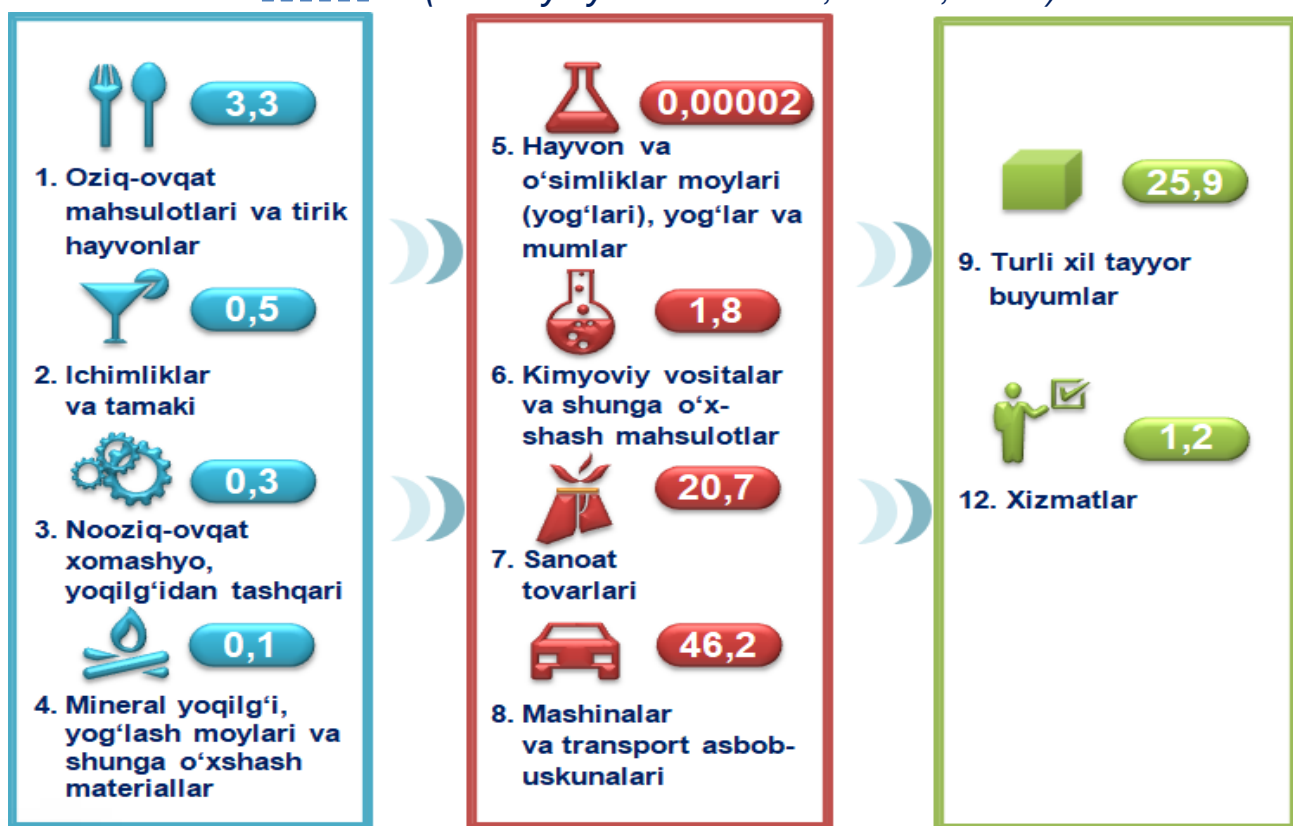 3,3
1. Oziq-ovqat
mahsulotlari va tirik
hayvonlar
0,5
2. Ichimliklar
va tamaki
0,3
3. Nooziq-ovqat
xomashyo,
yoqilg‘idan tashqari
0,1
4. Mineral yoqilg‘i,
yog‘lash moylari va
shunga o‘xshash
materiallar
0,00002
5. Hayvon va
o‘simliklar moylari
(yog‘lari), yog‘lar va
mumlar
1,8
6. Kimyoviy vositalar
va shunga o‘x-
shash mahsulotlar
20,7
7. Sanoat
tovarlari
46,2
8. Mashinalar
va transport asbob-
uskunalari
25,9
9. Turli xil tayyor
buyumlar
1,2
12. Xizmatlar